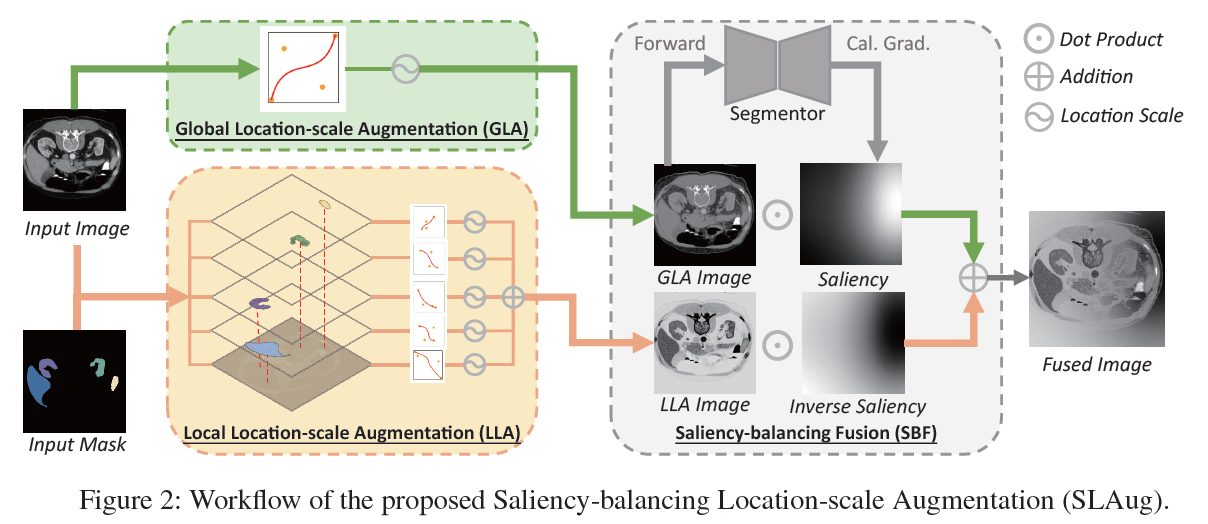 Forward
Cal. Grad.
Segmentor
Dot Product
Addition
Location Scale
Global Location-scale Augmentation (GLA)
Input Image
GLA Image
Saliency
LLA Image
Inverse Saliency
Fused Image
Input Mask
Local Location-scale Augmentation (LLA)
Saliency-balancing Fusion (SBF)
Figure 2: Workflow of the proposed Saliency-balancing Location-scale Augmentation (SLAug).